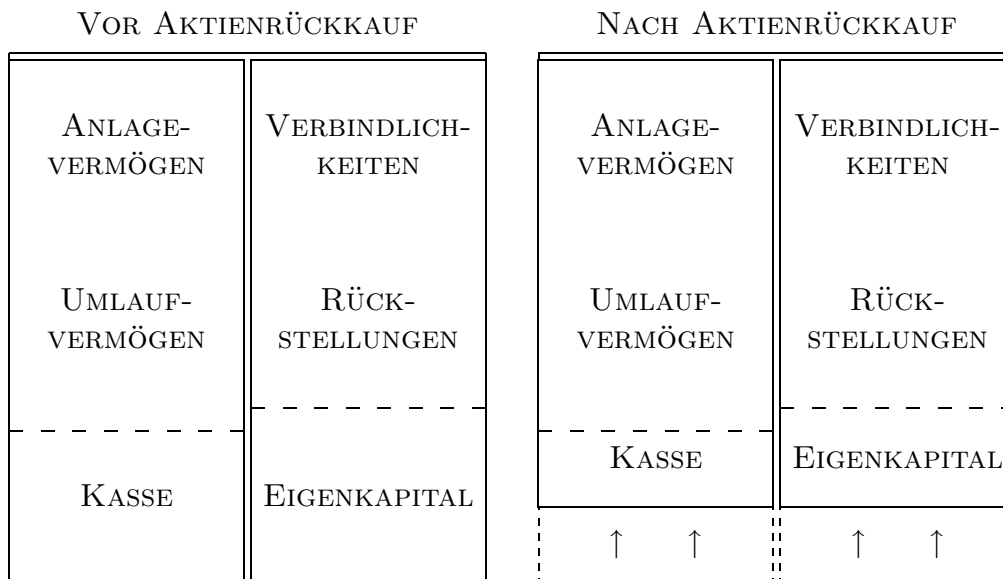 VOR AKTIENRÜCKKAUF
ANLAGE-
VERMÖGEN
VERBINDLICH-
KEITEN
UMLAUF-
VERMÖGEN
RÜCK-
STELLUNGEN
KASSE
EIGENKAPITAL
NACH AKTIENRÜCKKAUF
ANLAGE-
VERMÖGEN
VERBINDLICH-
KEITEN
UMLAUF-
VERMÖGEN
RÜCK-
STELLUNGEN
KASSE
EIGENKAPITAL
↑ ↑ ↑ ↑